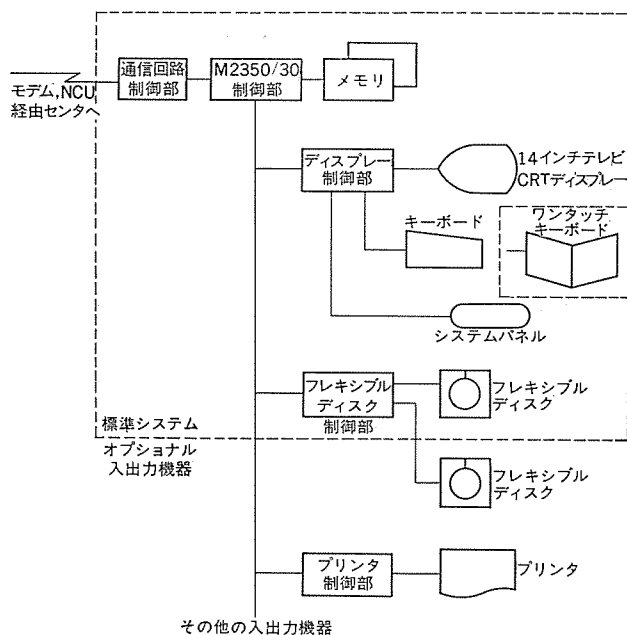 通信回路
制御部
M2350/30
制御部
メモリ
モデム,NCU
経由センタへ
ディスプレー
制御部
14インチテレビ
CRTディスプレー
キーボード
ワンタッチ
キーボード
システムパネル
フレキシブル
ディスク
制御部
フレキシブル
ディスク
標準システム
オプショナル
入出力機器
フレキシブル
ディスク
プリンタ
制御部
プリンタ
その他の入出力機器